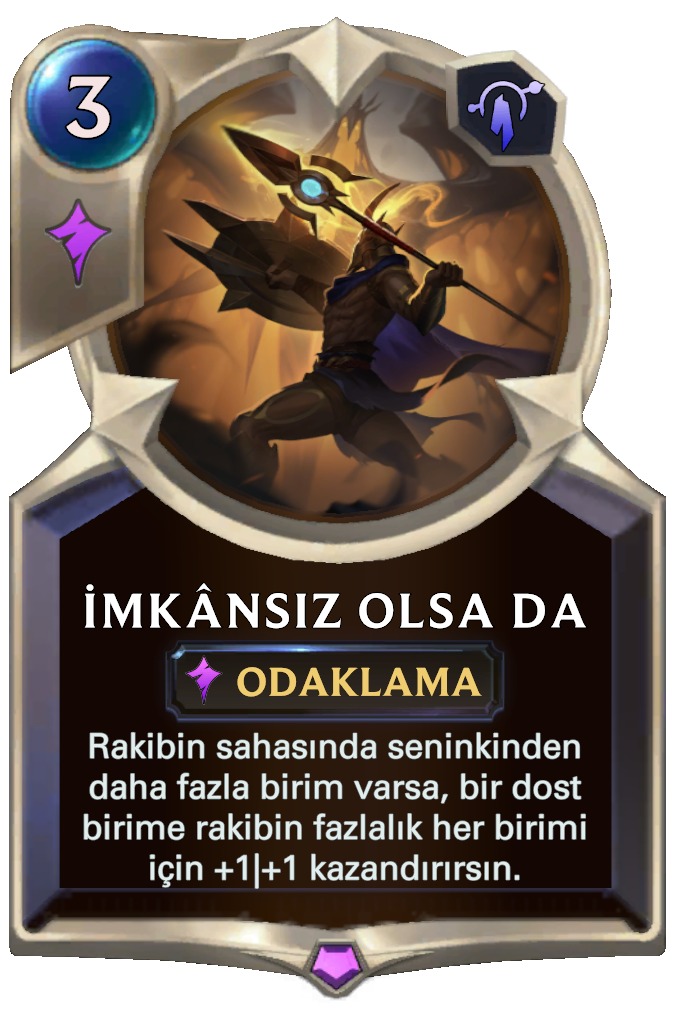 3
İMKÂNSIZ OLSA DA
ODAKLAMA
Rakibin sahasında seninkinden
daha fazla birim varsa, bir dost
birime rakibin fazlalık her birimi
için +1|+1 kazandırırsın.